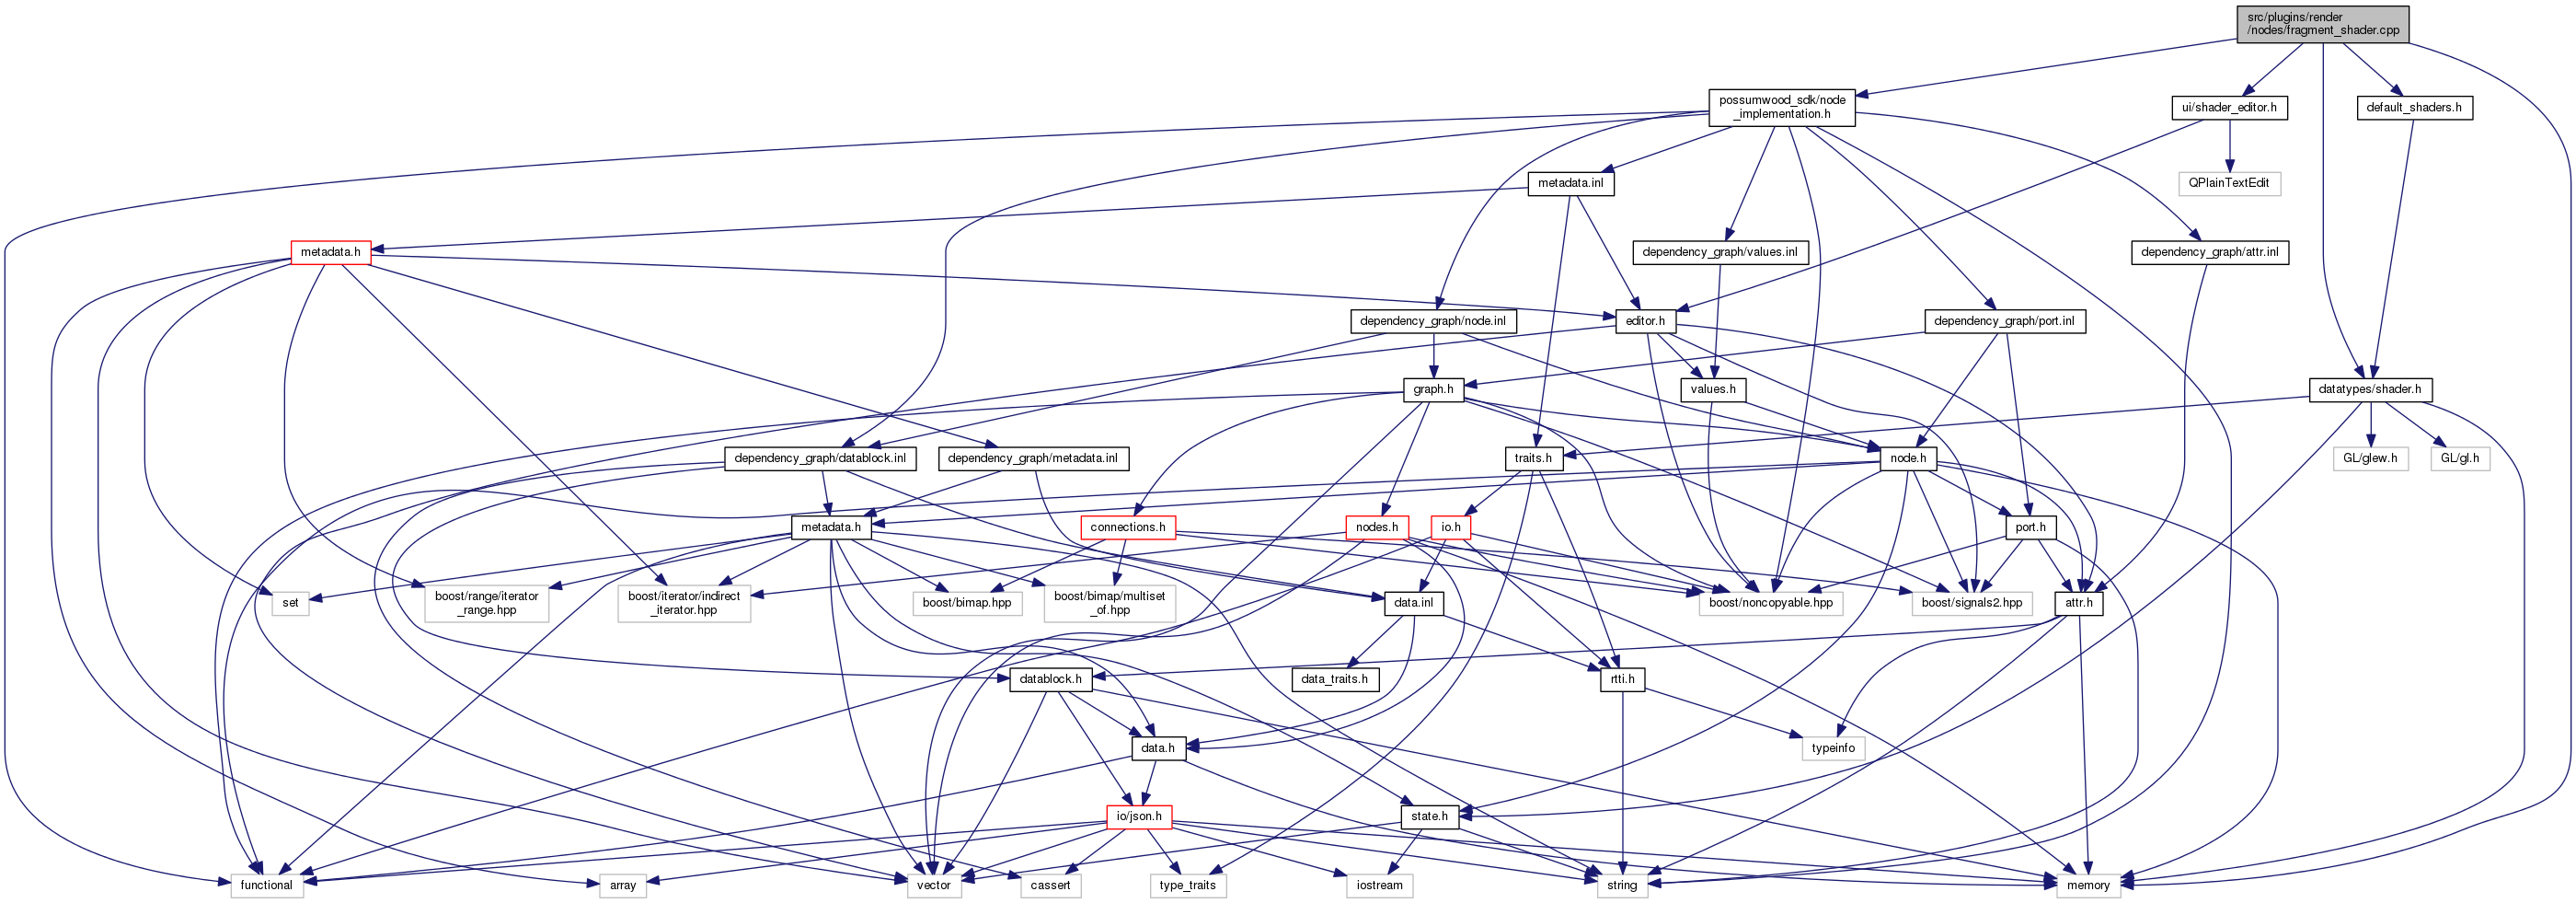 src/plugins/render
/nodes/fragment_shader.cpp
possumwood_sdk/node
_implementation.h
ui/shader_editor.h
default_shaders.h
metadata.inl
QPlainTextEdit
metadata.h
dependency_graph/values.inl
dependency_graph/attr.inl
dependency_graph/node.inl
editor.h
dependency_graph/port.inl
graph.h
values.h
datatypes/shader.h
dependency_graph/datablock.inl
dependency_graph/metadata.inl
traits.h
node.h
GL/glew.h
GL/gl.h
metadata.h
connections.h
nodes.h
io.h
port.h
set
boost/range/iterator
_range.hpp
boost/iterator/indirect
_iterator.hpp
boost/bimap.hpp
boost/bimap/multiset
_of.hpp
data.inl
boost/noncopyable.hpp
boost/signals2.hpp
attr.h
datablock.h
data_traits.h
rtti.h
data.h
typeinfo
io/json.h
state.h
functional
array
vector
cassert
type_traits
iostream
string
memory